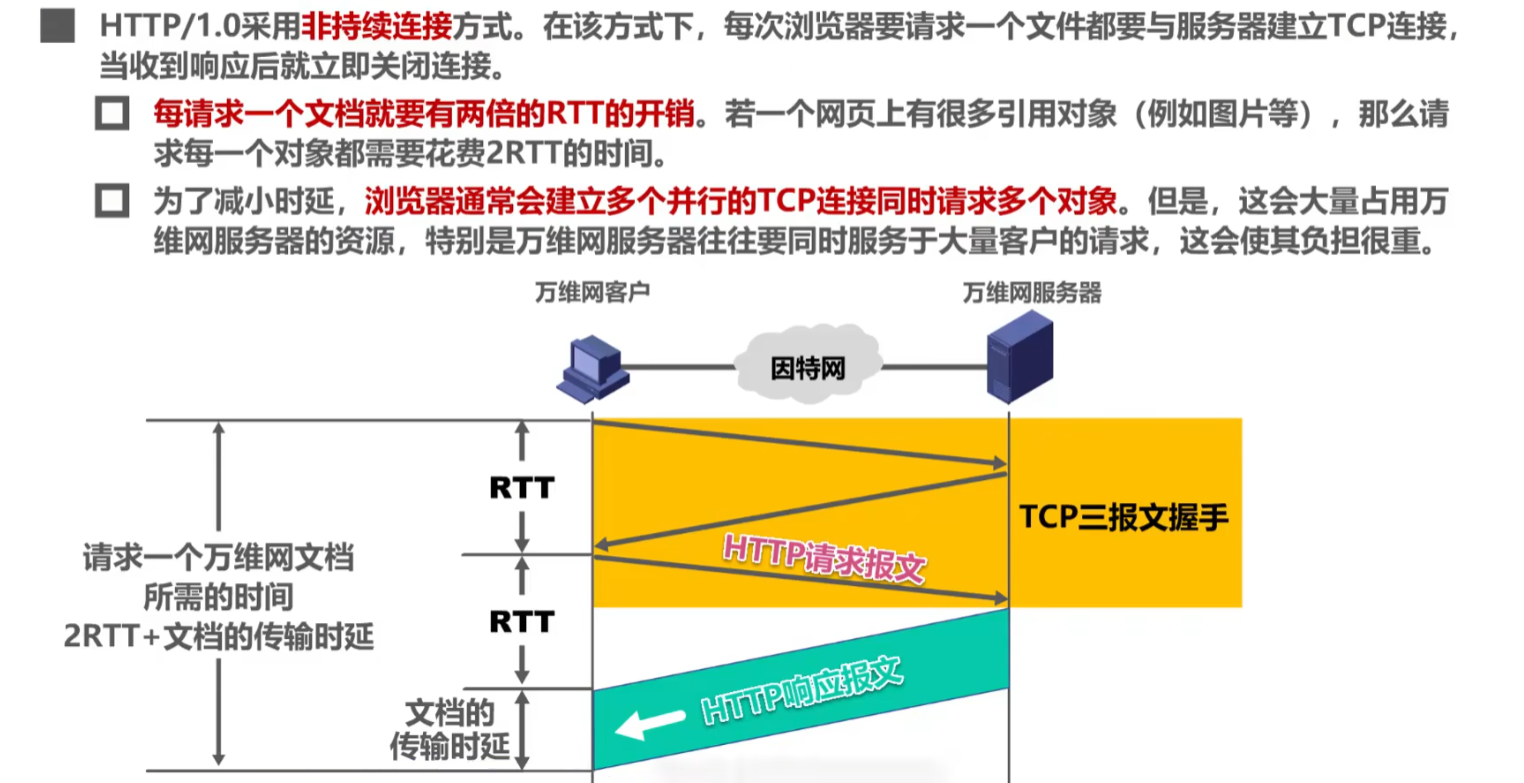 HTTP/1.0采用非持续连接方式。在该方式下，每次浏览器要请求一个文件都要与服务器建立TCP连接，
当收到响应后就立即关闭连接。
每请求一个文档就要有两倍的RTT的开销。若一个网页上有很多引用对象（例如图片等），那么请
求每一个对象都需要花费2RTT的时间。
为了减小时延，浏览器通常会建立多个并行的TCP连接同时请求多个对象。但是，这会大量占用万
维网服务器的资源，特别是万维网服务器往往要同时服务于大量客户的请求，这会使其负担很重。
万维网客户
万维网服务器
因特网
RTT
TCP三报文握手
HTTP请求报文
请求一个万维网文档
所需的时间
2RTT+文档的传输时延
RTT
HTTP响应报文
文档的
传输时延